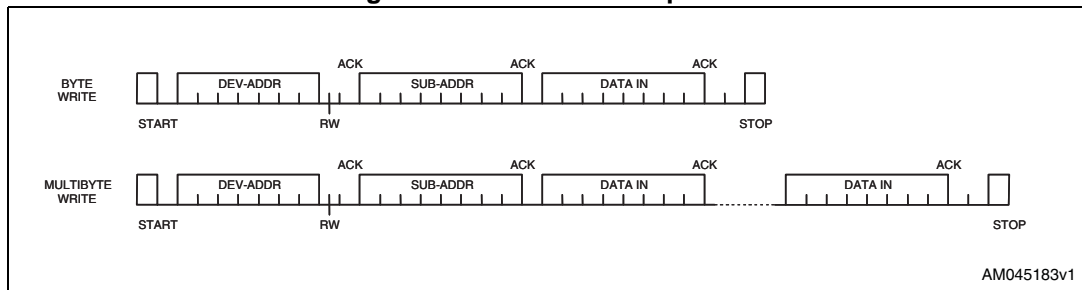 ACK ACK ACK
BYTE WRITE DEV-ADDR SUB-ADDR DATA IN
START RW STOP
ACK ACK ACK ACK
MULTIBYTE WRITE DEV-ADDR SUB-ADDR DATA IN DATA IN
START RW STOP
AM045183v1